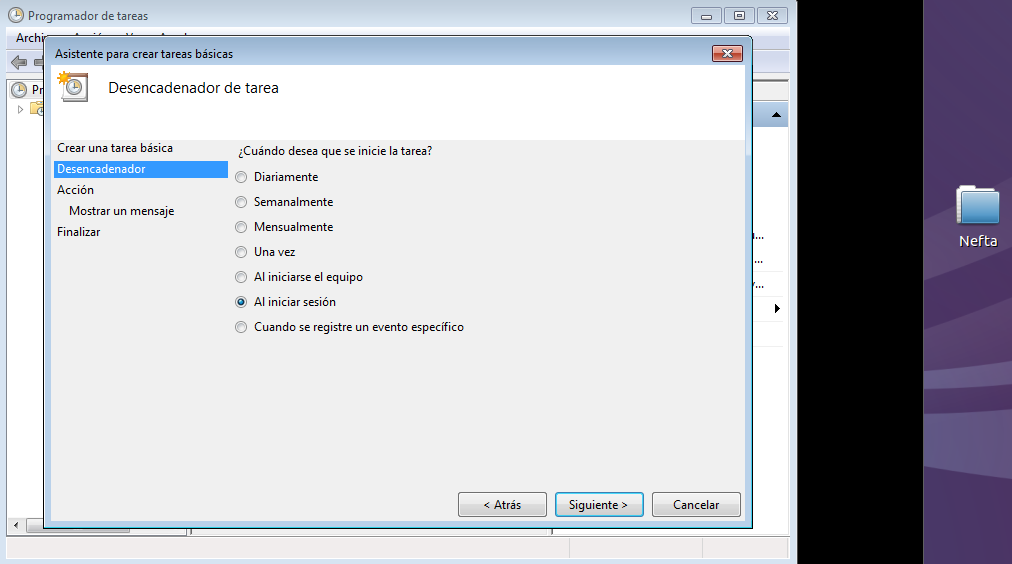 Programador de tareas
Asistente para crear tareas básicas
Desencadenador de tarea
Crear una tarea básica
Desencadenador
Acción
Mostrar un mensaje
Finalizar
¿Cuándo desea que se inicie la tarea?
Diariamente
Semanalmente
Mensualmente
Una vez
Al iniciarse el equipo
Al iniciar sesión
Cuando se registre un evento específico
< Atrás
Siguiente >
Cancelar
Nefta